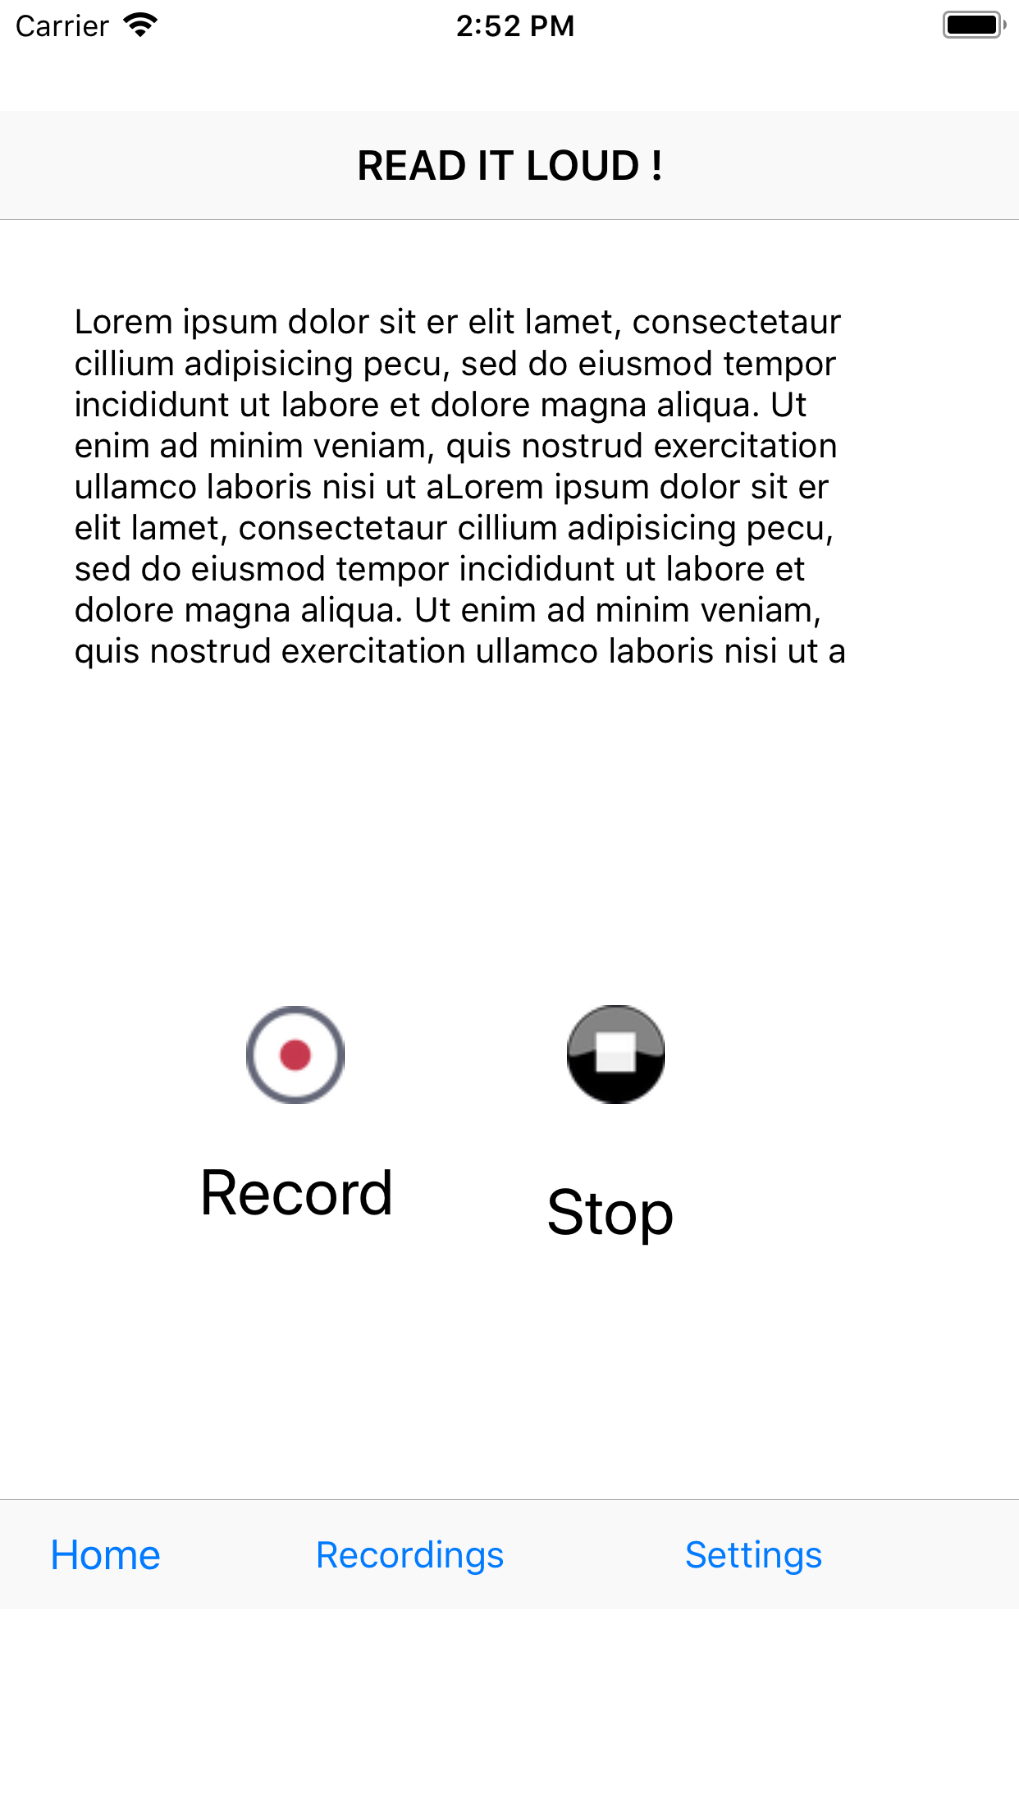 Carrier 2:52 PM
READ IT LOUD !
Lorem ipsum dolor sit er elit lamet, consectetaur
cillium adipisicing pecu, sed do eiusmod tempor
incididunt ut labore et dolore magna aliqua. Ut
enim ad minim veniam, quis nostrud exercitation
ullamco laboris nisi ut aLorem ipsum dolor sit er
elit lamet, consectetaur cillium adipisicing pecu,
sed do eiusmod tempor incididunt ut labore et
dolore magna aliqua. Ut enim ad minim veniam,
quis nostrud exercitation ullamco laboris nisi ut a
Record
Stop
Home Recordings Settings